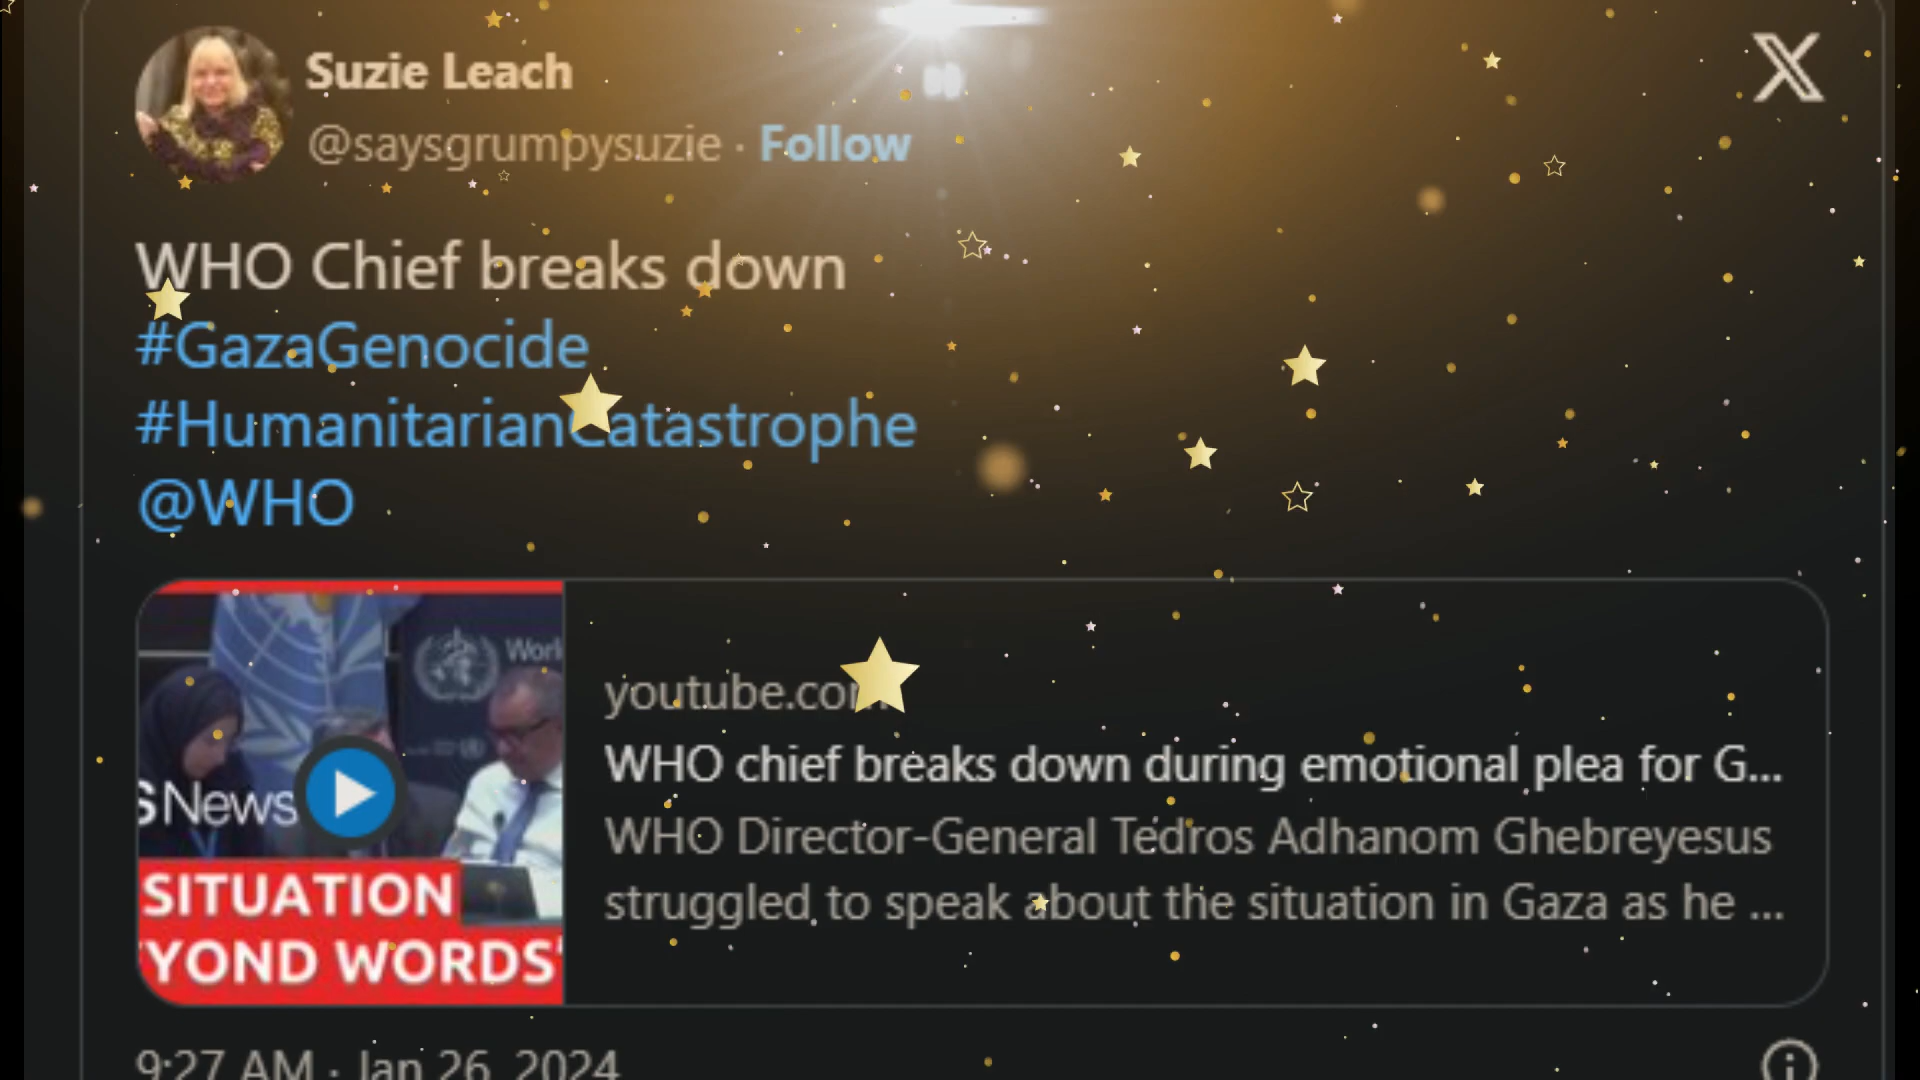 Suzie Leach
@saysgrumpysuzie · Follow
WHO Chief breaks down
#GazaGenocide
#HumanitarianCatastrophe
@WHO
World
S News
SITUATION
YOND WORDS'
youtube.com
WHO chief breaks down during emotional plea for G...
WHO Director-General Tedros Adhanom Ghebreyesus
struggled to speak about the situation in Gaza as he ...
9:27 AM · Jan 26, 2024